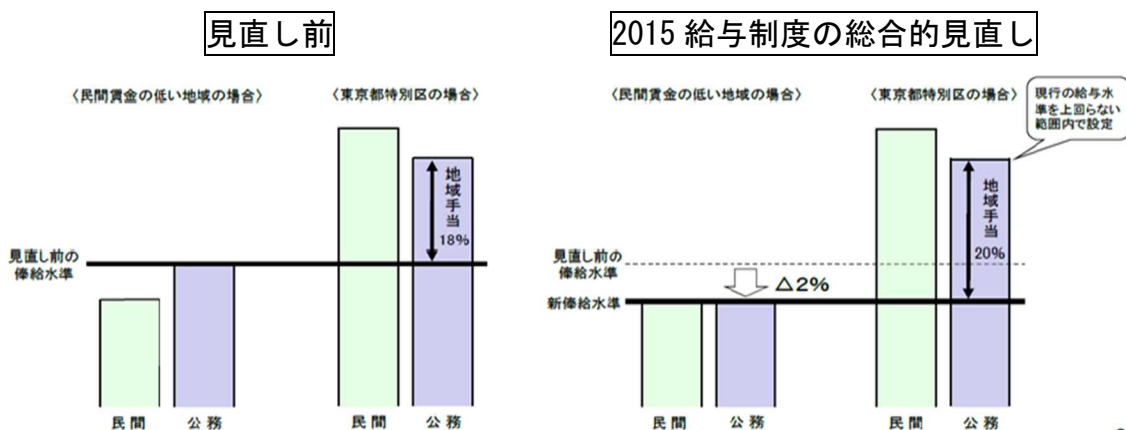 見直し前
2015 給与制度の総合的見直し
〈民間賃金の低い地域の場合〉
〈東京都特別区の場合〉
地域手当
18%
見直し前の
俸給水準
民間
公務
民間
公務
〈民間賃金の低い地域の場合〉
〈東京都特別区の場合〉
現行の給与水
準を上回らない
範囲内で設定
地域手当
20%
見直し前の
俸給水準
△2%
新俸給水準
民間
公務
民間
公務